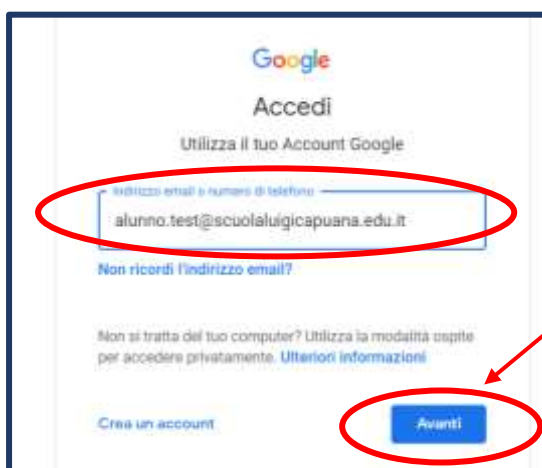 Google
Accedi
Utilizza il tuo Account Google
Indirizzo email o numero di telefono
alunno.test@scuolaluigicapuana.edu.it
Non ricordi l'indirizzo email?
Non si tratta del tuo computer? Utilizza la modalità ospite
per accedere privatamente. Ulteriori informazioni
Crea un account
Avanti